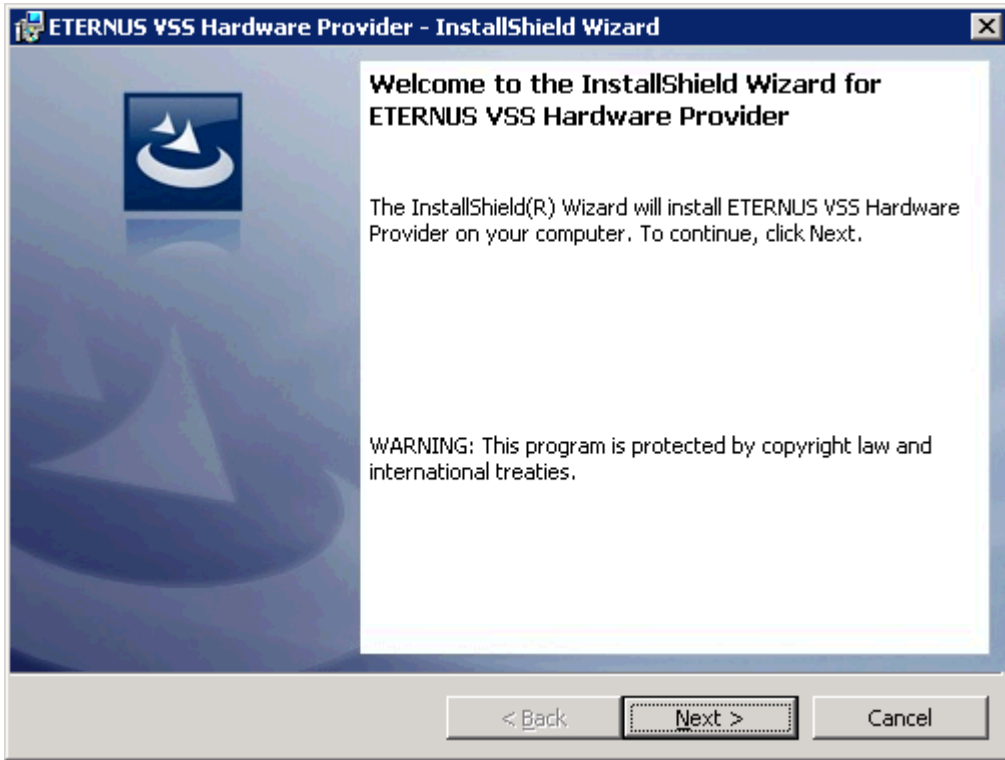 ETERNUS VSS Hardware Provider - InstallShield Wizard
Welcome to the InstallShield Wizard for
ETERNUS VSS Hardware Provider
The InstallShield(R) Wizard will install ETERNUS VSS Hardware
Provider on your computer. To continue, click Next.
WARNING: This program is protected by copyright law and
international treaties.
< Back
Next >
Cancel